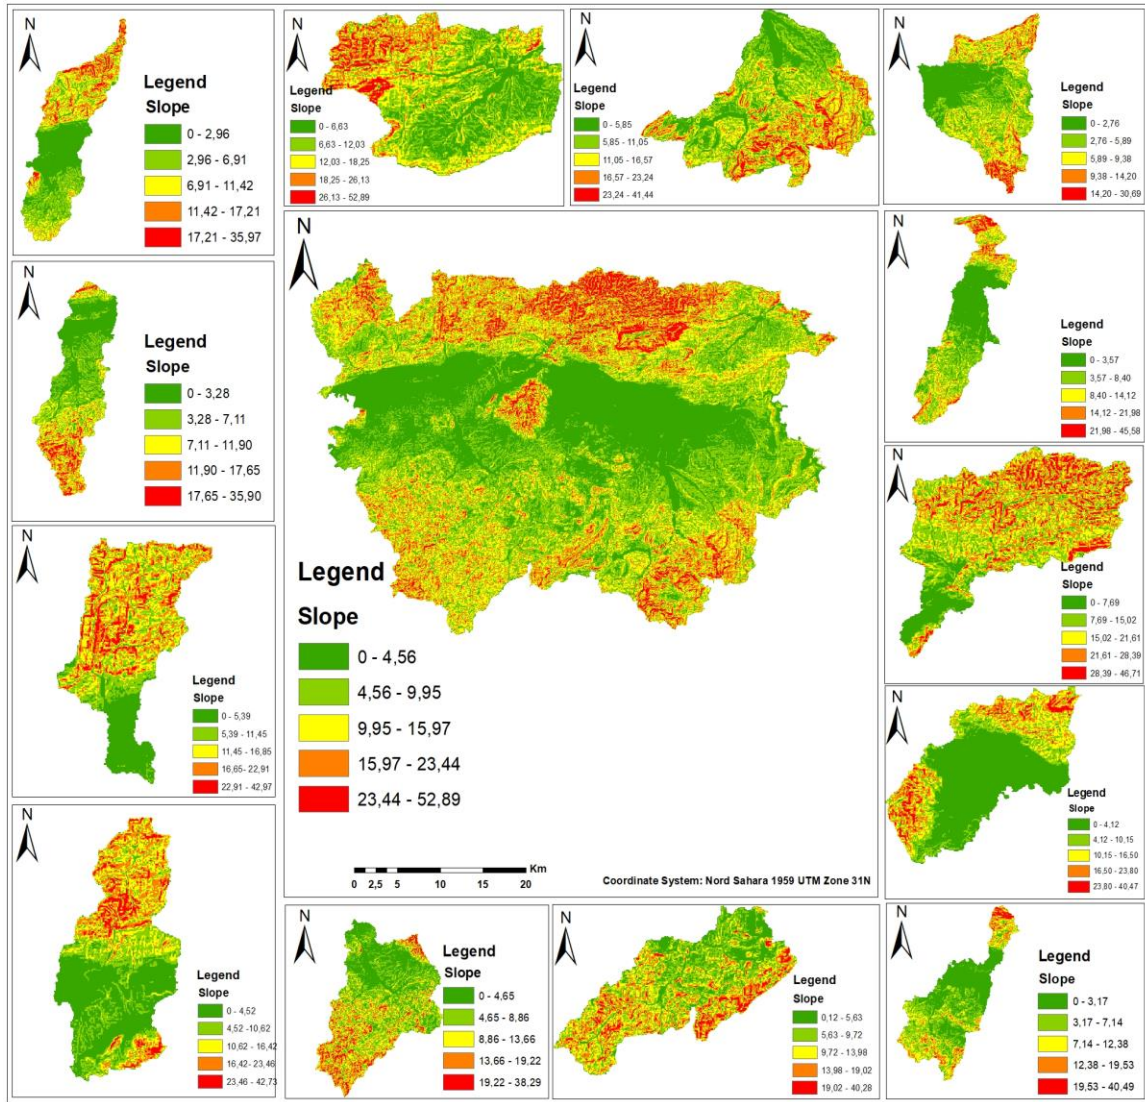 N
Legend
Slope
0 - 2,96
2,96 - 6,91
6,91 - 11,42
11,42 - 17,21
17,21 - 35,97
N
Legend
Slope
0 - 6,63
6,63 - 12,03
12,03 - 18,25
18,25 - 26,13
26,13 - 52,89
N
Legend
Slope
0 - 5,85
5,85 - 11,05
11,05 - 16,57
16,57 - 23,24
23,24 - 41,44
N
Legend
Slope
0 - 2,76
2,76 - 5,89
5,89 - 9,38
9,38 - 14,20
14,20 - 30,69
N
Legend
Slope
0 - 3,28
3,28 - 7,11
7,11 - 11,90
11,90 - 17,65
17,65 - 35,90
N
Legend
Slope
0 - 4,56
4,56 - 9,95
9,95 - 15,97
15,97 - 23,44
23,44 - 52,89
Km
0 2,5 5 10 15 20
Coordinate System: Nord Sahara 1959 UTM Zone 31N
N
Legend
Slope
0 - 3,57
3,57 - 8,40
8,40 - 14,12
14,12 - 21,98
21,98 - 45,58
N
Legend
Slope
0 - 7,69
7,69 - 15,02
15,02 - 21,61
21,61 - 28,39
28,39 - 46,71
N
Legend
Slope
0 - 5,39
5,39 - 11,45
11,45 - 16,85
16,65 - 22,91
22,91 - 42,97
N
Legend
Slope
0 - 4,12
4,12 - 10,15
10,15 - 16,50
16,50 - 23,80
23,80 - 40,47
N
Legend
Slope
0 - 4,52
4,52 -10,62
10,62 - 16,42
16,42 - 23,46
23,46 - 42,73
N
Legend
Slope
0 - 4,65
4,65 - 8,86
8,86 - 13,66
13,66 - 19,22
19,22 - 38,29
N
Legend
Slope
0,12 - 5,63
5,63 - 9,72
9,72 - 13,98
13,98 - 19,02
19,02 - 40,28
N
Legend
Slope
0 - 3,17
3,17 - 7,14
7,14 - 12,38
12,38 - 19,53
19,53 - 40,49